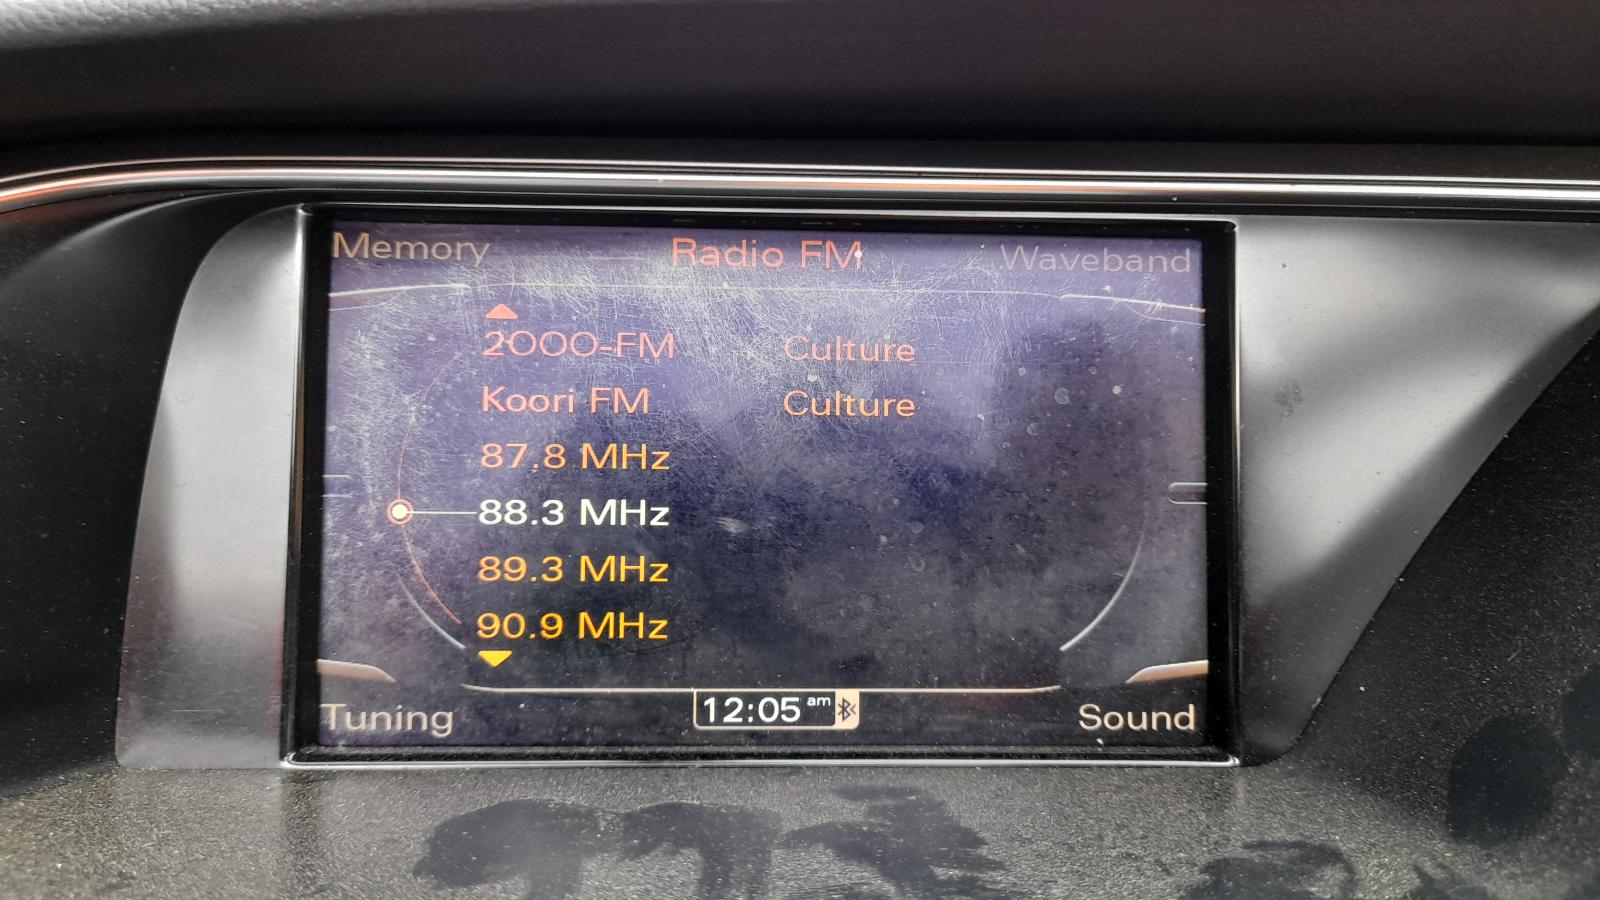 Memory Radio FM Waveband
2000-FM Culture
Koori FM Culture
87.8 MHz
88.3 MHz
89.3 MHz
90.9 MHz
Tuning 12:05 am Sound